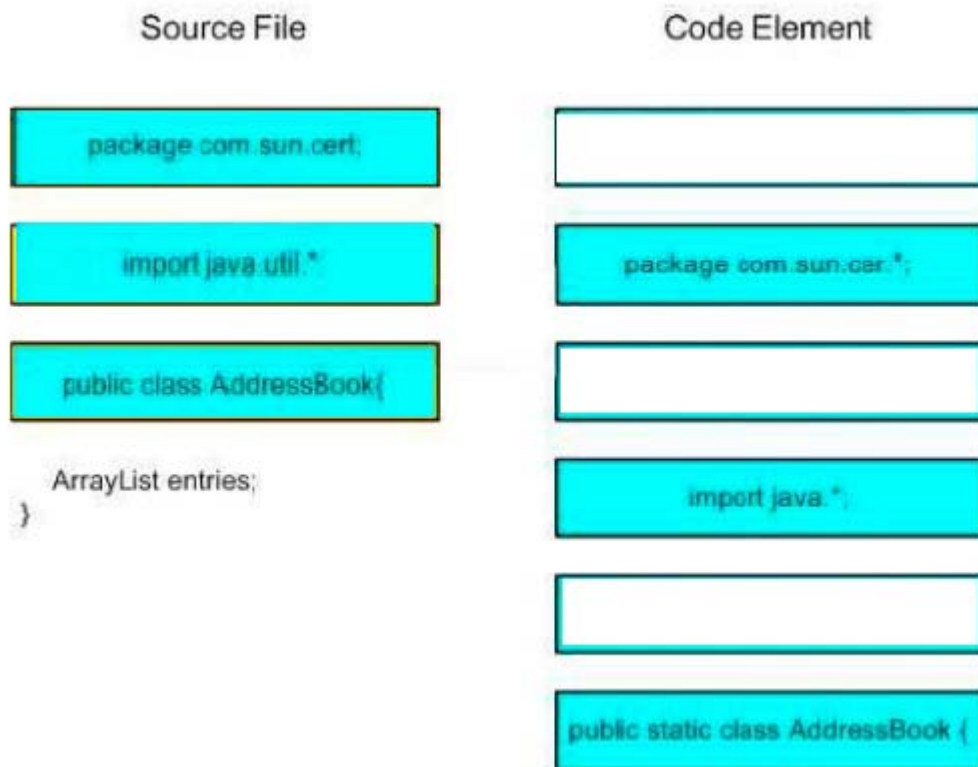 Source File
Code Element
package com.sun.cert;
import java.util.*
package com.sun.cer.*;
public class AddressBook{
ArrayList entries;
import java.*;
}
public static class AddressBook {